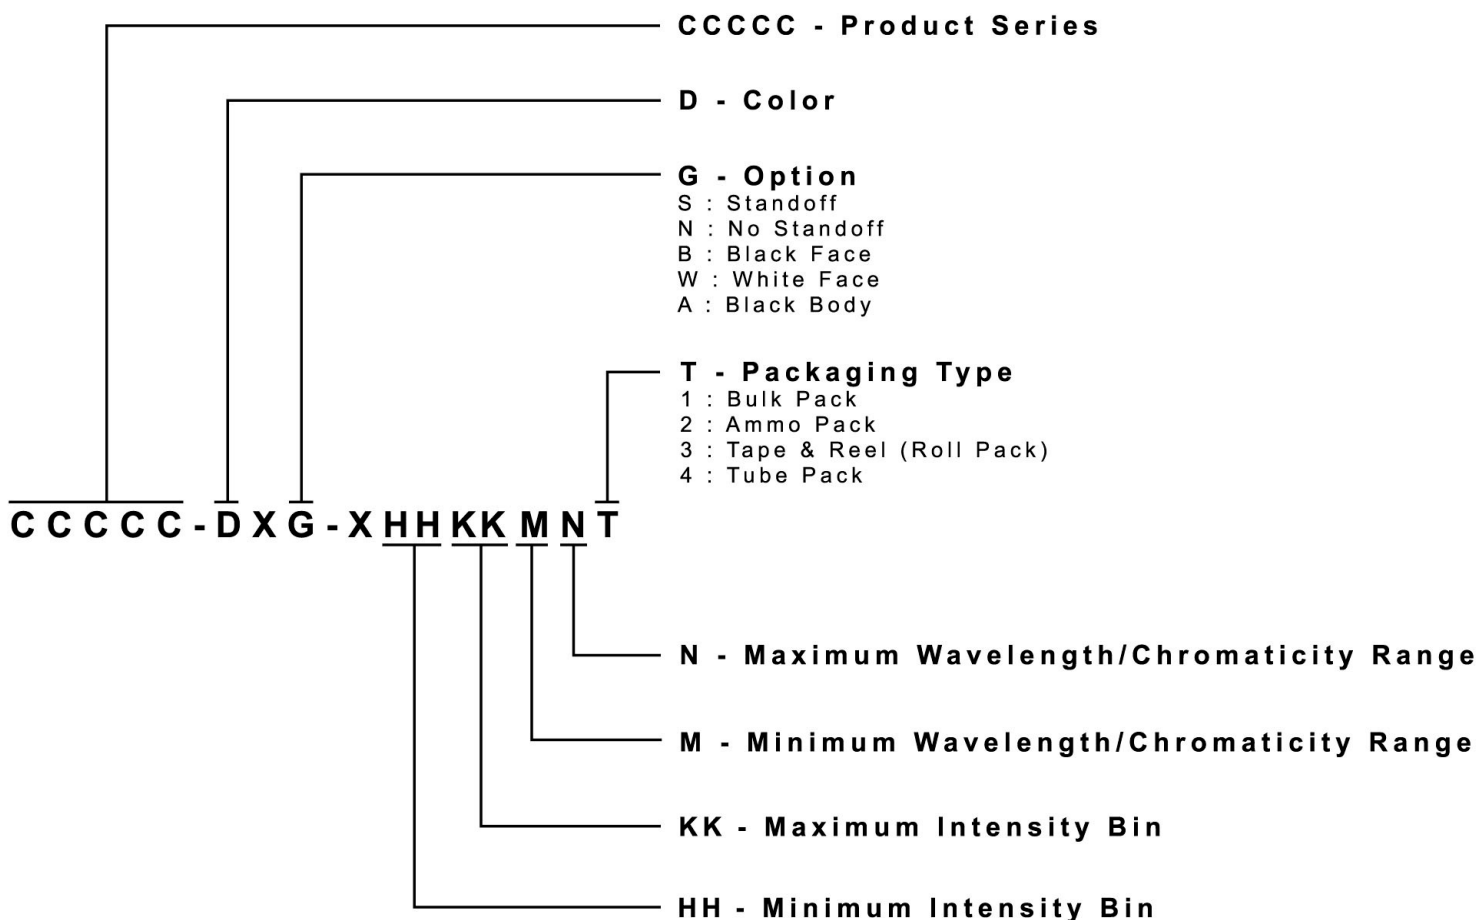 CCCCC - Product Series
D - Color
G - Option
S : Standoff
N : No Standoff
B : Black Face
W : White Face
A : Black Body
T - Packaging Type
1 : Bulk Pack
2 : Ammo Pack
3 : Tape & Reel (Roll Pack)
4 : Tube Pack
CCCCC-DXG-XHHKKMNT
N - Maximum Wavelength/Chromaticity Range
M - Minimum Wavelength/Chromaticity Range
KK - Maximum Intensity Bin
HH - Minimum Intensity Bin